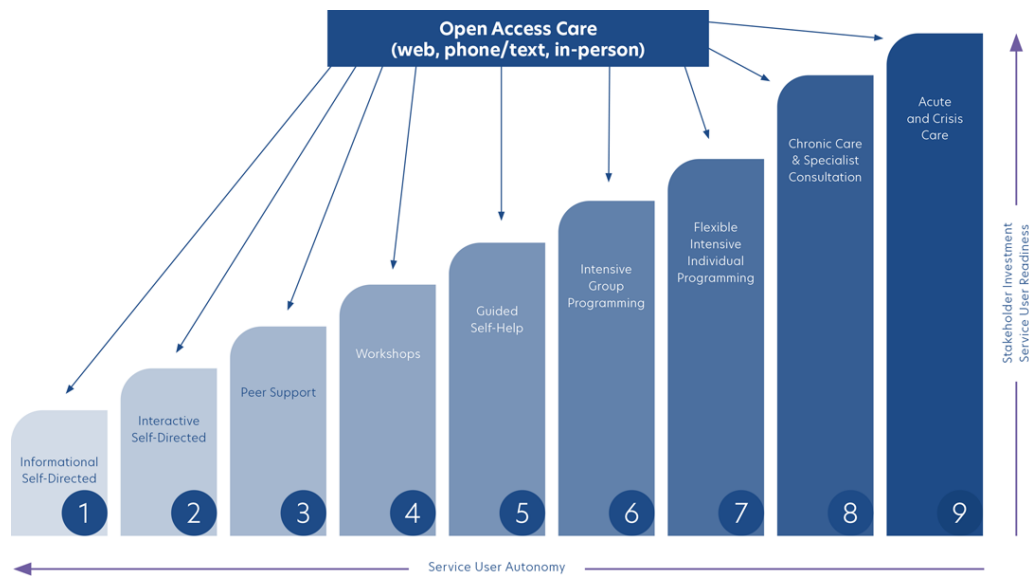 Open Access Care
(web, phone/text, in-person)
Informational
Self-Directed
1
Interactive
Self-Directed
2
Peer Support
3
Workshops
4
Guided
Self-Help
5
Intensive
Group
Programming
6
Flexible
Intensive
Individual
Programming
7
Chronic Care
& Specialist
Consultation
8
Acute
and Crisis
Care
9
Stakeholder Investment
Service User Readiness
Service User Autonomy